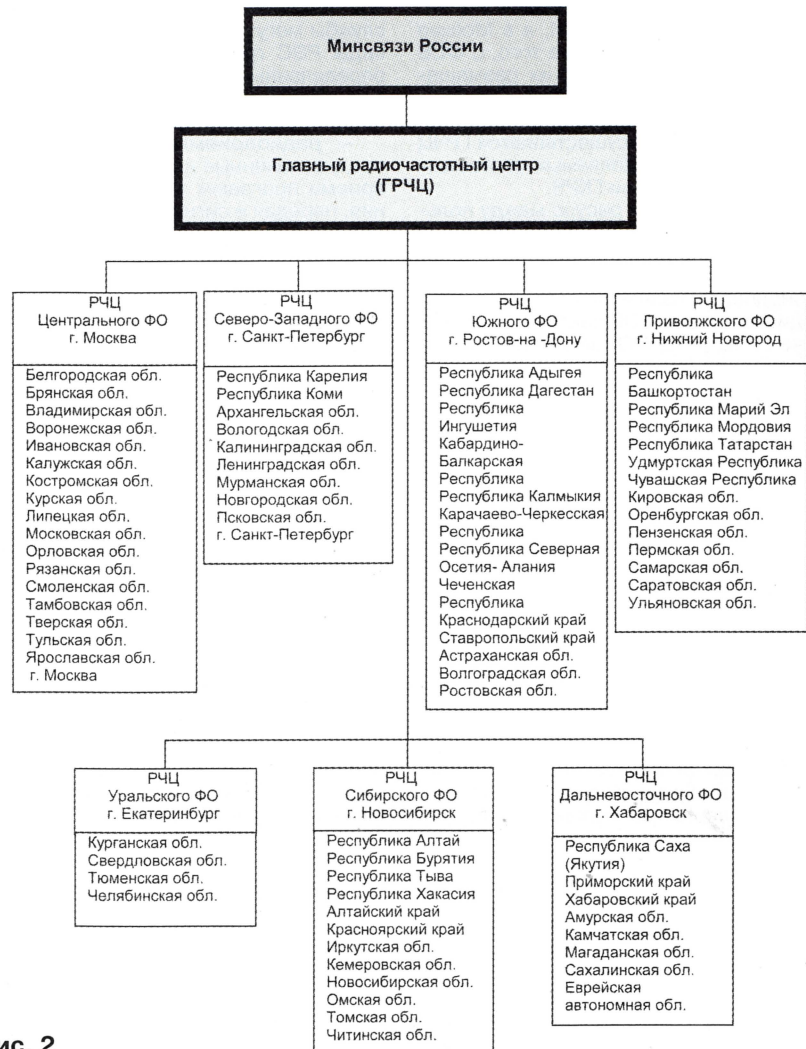 Минсвязи России
Главный радиочастотный центр
(ГРЧЦ)
РЧЦ
Центрального ФО
г. Москва
Белгородская обл.
Брянская обл.
Владимирская обл.
Воронежская обл.
Ивановская обл.
Калужская обл.
Костромская обл.
Курская обл.
Липецкая обл.
Московская обл.
Орловская обл.
Рязанская обл.
Смоленская обл.
Тамбовская обл.
Тверская обл.
Тульская обл.
Ярославская обл.
г. Москва
РЧЦ
Северо-Западного ФО
г. Санкт-Петербург
Республика Карелия
Республика Коми
Архангельская обл.
Вологодская обл.
Калининградская обл.
Ленинградская обл.
Мурманская обл.
Новгородская обл.
Псковская обл.
г. Санкт-Петербург
РЧЦ
Южного ФО
г. Ростов-на -Дону
Республика Адыгея
Республика Дагестан
Республика
Ингушетия
Кабардино-
Балкарская
Республика
Республика Калмыкия
Карачаево-Черкесская
Республика
Республика Северная
Осетия- Алания
Чеченская
Республика
Краснодарский край
Ставропольский край
Астраханская обл.
Волгоградская обл.
Ростовская обл.
РЧЦ
Приволжского ФО
г. Нижний Новгород
Республика
Башкортостан
Республика Марий Эл
Республика Мордовия
Республика Татарстан
Удмуртская Республика
Чувашская Республика
Кировская обл.
Оренбургская обл.
Пензенская обл.
Пермская обл.
Самарская обл.
Саратовская обл.
Ульяновская обл.
РЧЦ
Уральского ФО
г. Екатеринбург
Курганская обл.
Свердловская обл.
Тюменская обл.
Челябинская обл.
РЧЦ
Сибирского ФО
г. Новосибирск
Республика Алтай
Республика Бурятия
Республика Тыва
Республика Хакасия
Алтайский край
Красноярский край
Иркутская обл.
Кемеровская обл.
Новосибирская обл.
Омская обл.
Томская обл.
Читинская обл.
РЧЦ
Дальневосточного ФО
г. Хабаровск
Республика Саха
(Якутия)
Приморский край
Хабаровский край
Амурская обл.
Камчатская обл.
Магаданская обл.
Сахалинская обл.
Еврейская
автономная обл.
ис. 2